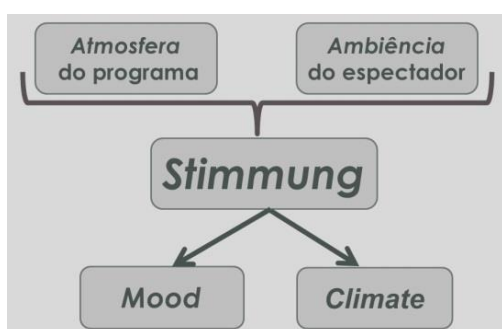 Atmosfera
do programa
Ambiência
do espectador
Stimmung
Mood
Climate